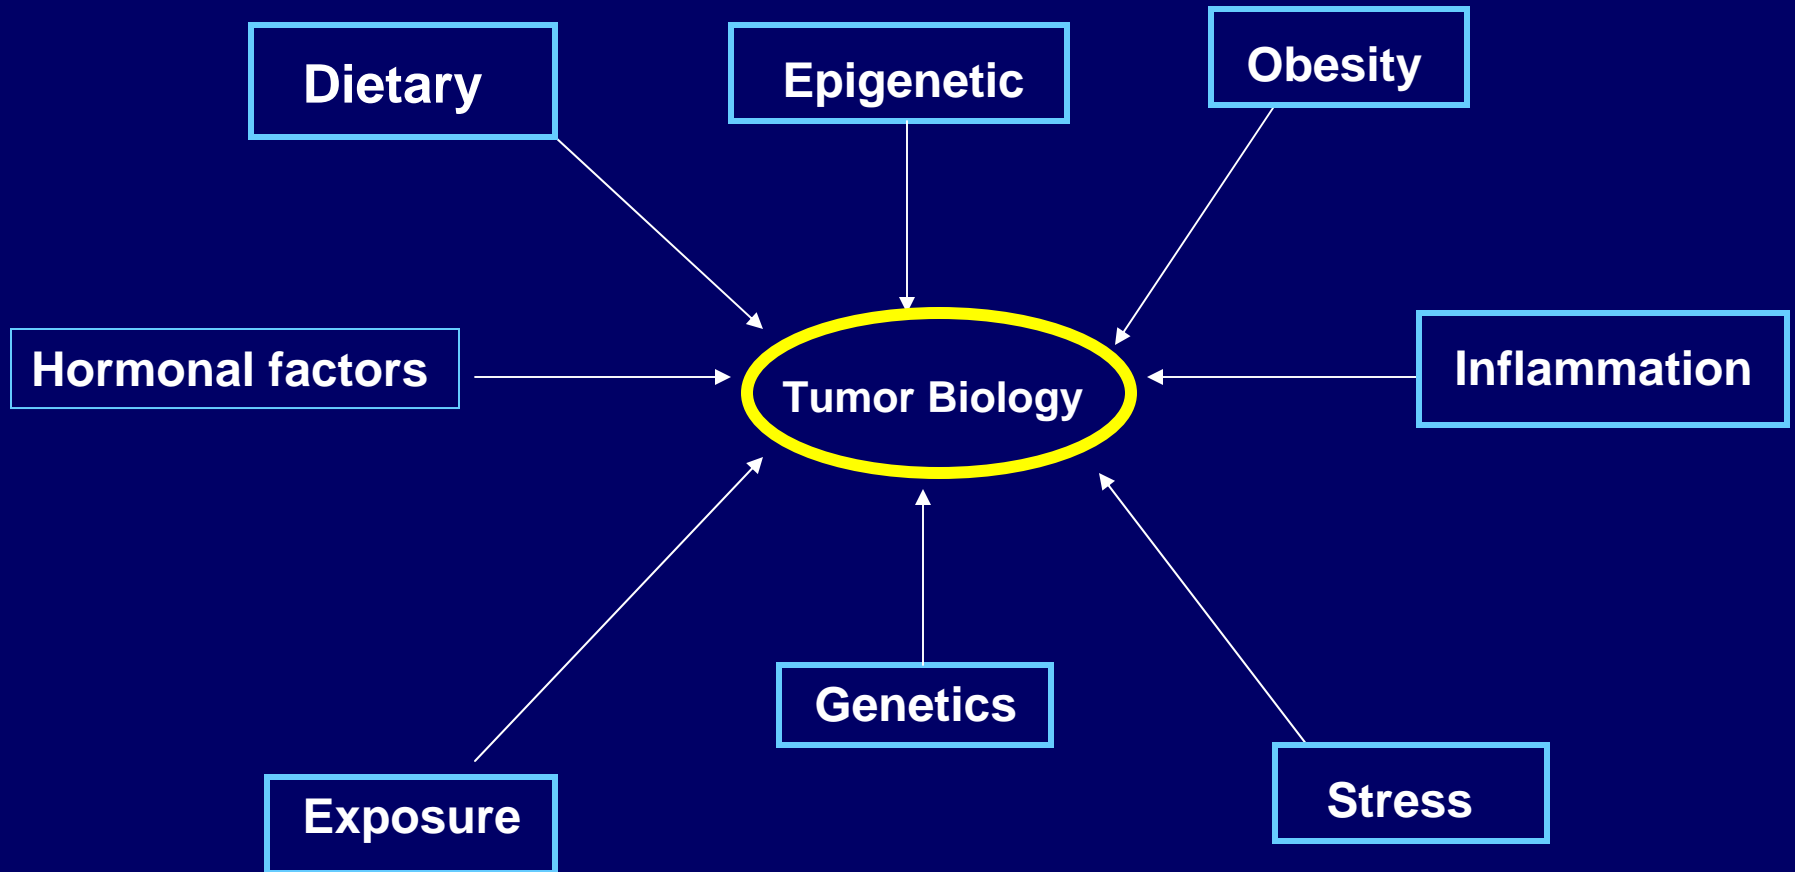 Dietary
Epigenetic
Obesity
Hormonal factors
Tumor Biology
Inflammation
Genetics
Exposure
Stress